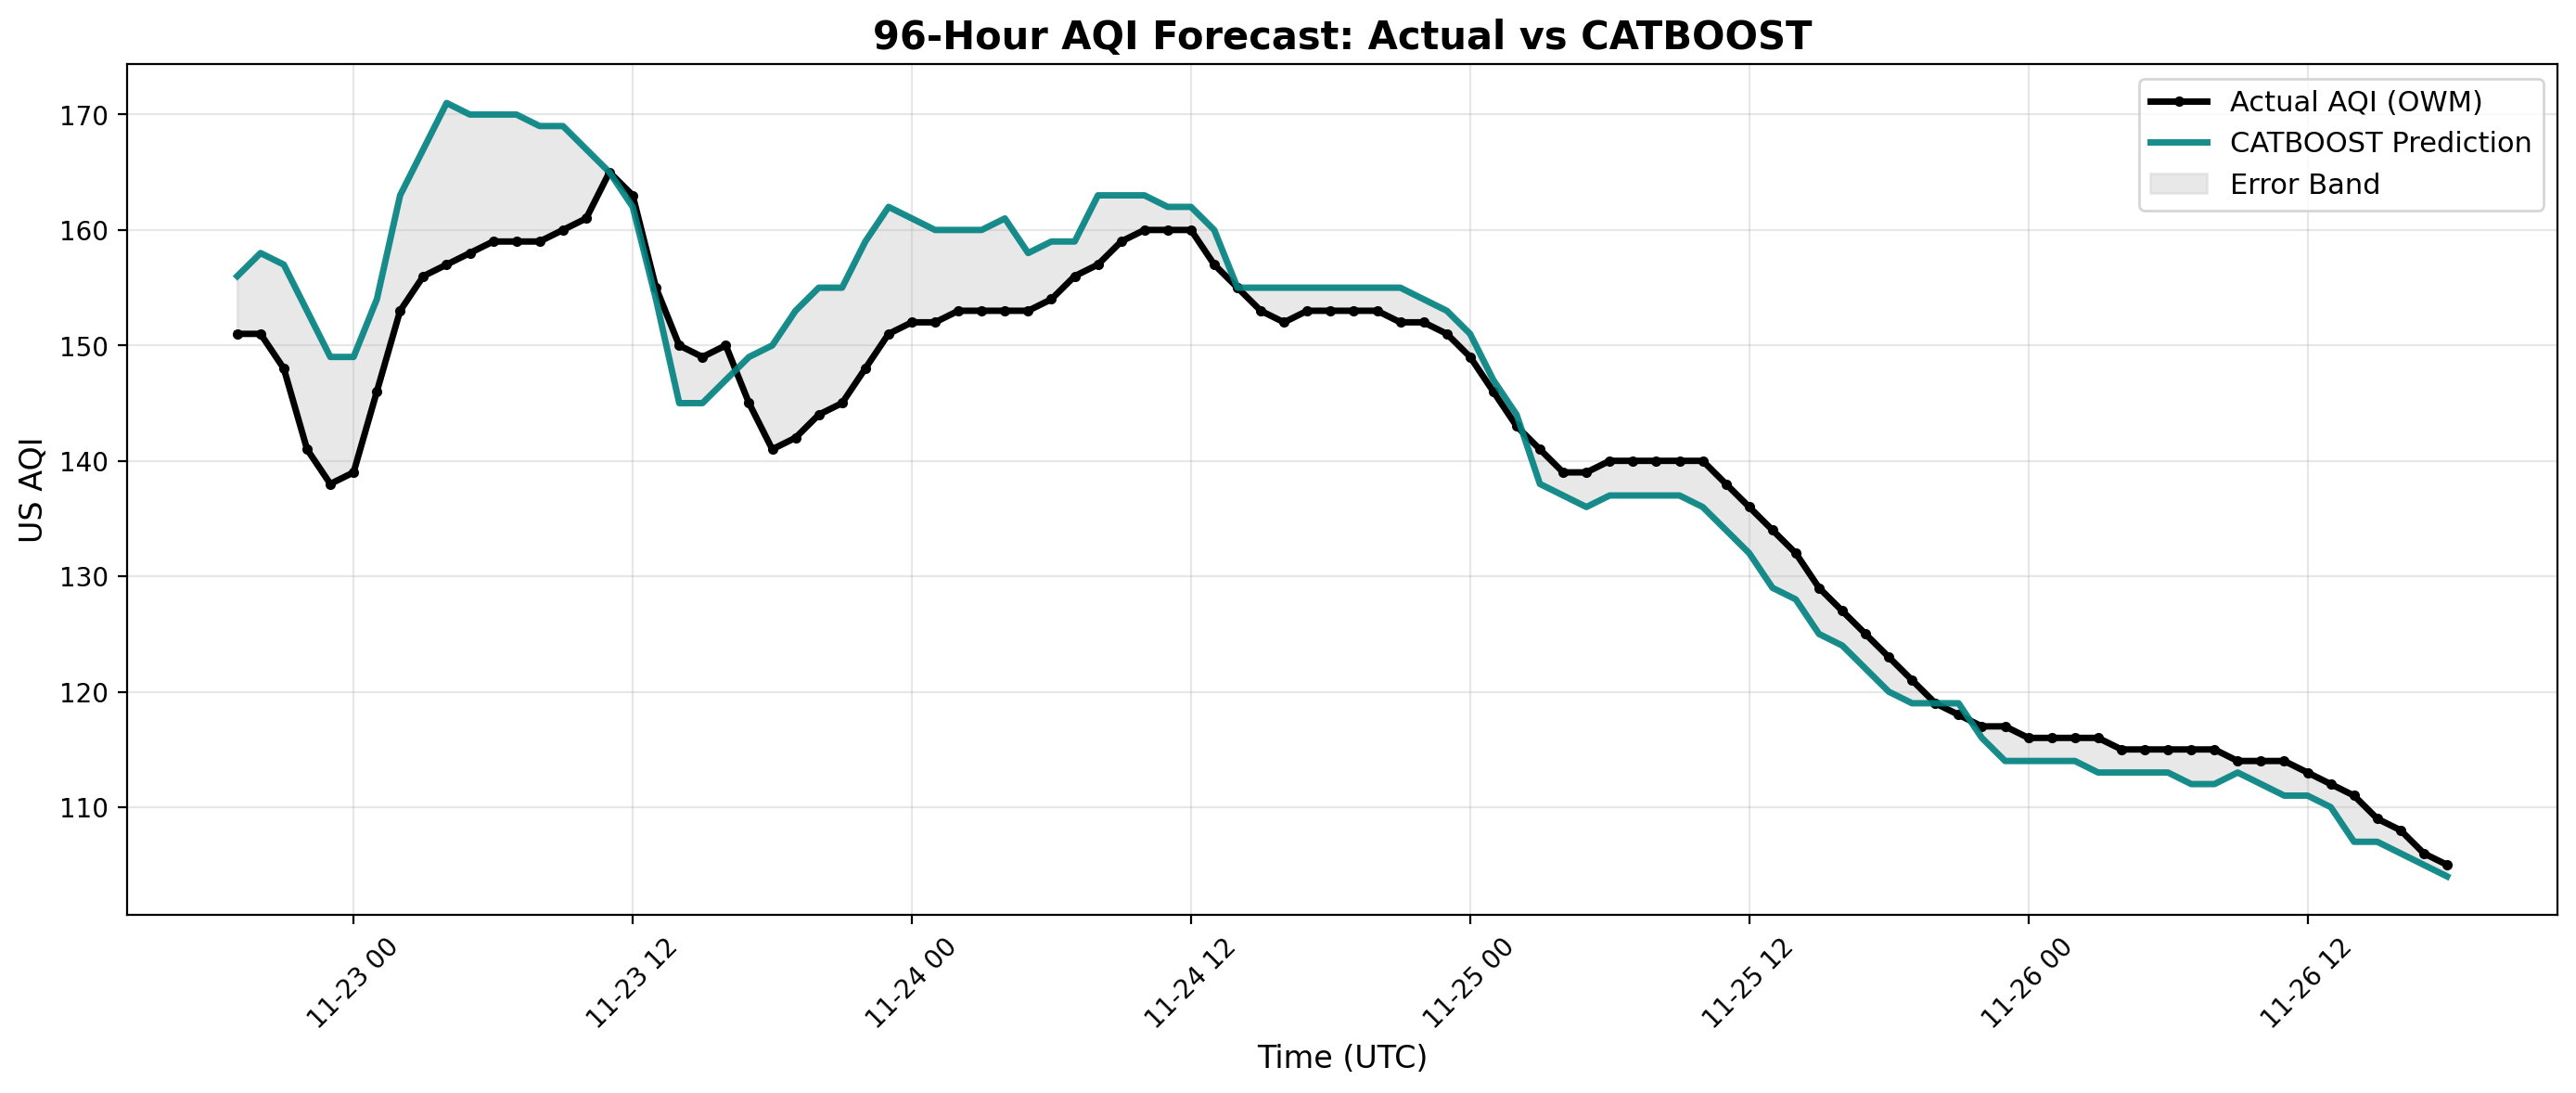 96-Hour AQI Forecast: Actual vs CATBOOST
Actual AQI (OWM)
CATBOOST Prediction
Error Band
US AQI
170
160
150
140
130
120
110
11-23 00
11-23 12
11-24 00
11-24 12
11-25 00
11-25 12
11-26 00
11-26 12
Time (UTC)